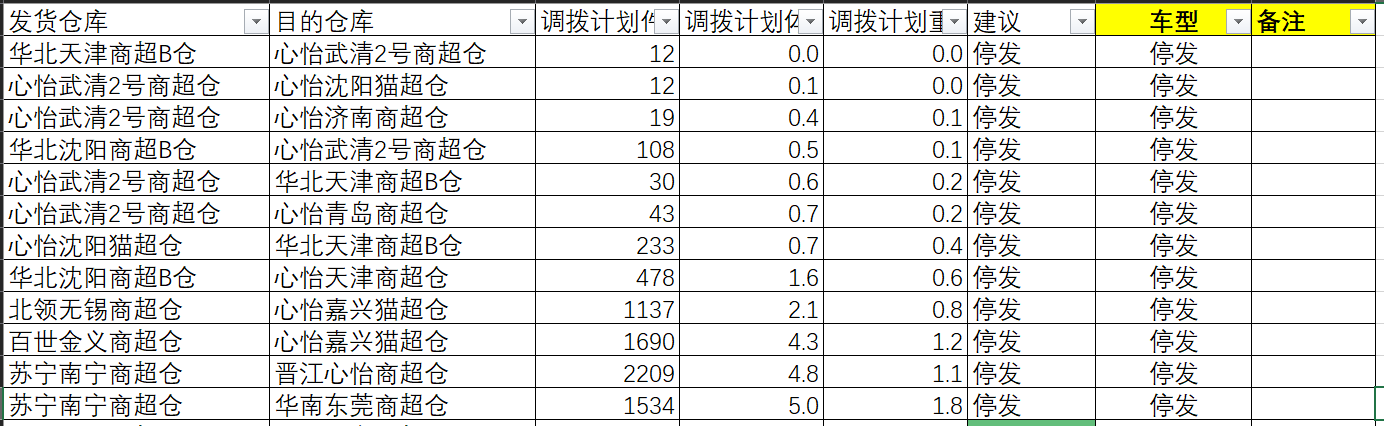 发货仓库 目的仓库 调拨计划件 调拨计划体 调拨计划重 建议 车型 备注
华北天津商超B仓 心怡武清2号商超仓 12 0.0 0.0 停发 停发
心怡武清2号商超仓 心怡沈阳猫超仓 12 0.1 0.0 停发 停发
心怡武清2号商超仓 心怡济南商超仓 19 0.4 0.1 停发 停发
华北沈阳商超B仓 心怡武清2号商超仓 108 0.5 0.1 停发 停发
心怡武清2号商超仓 华北天津商超B仓 30 0.6 0.2 停发 停发
心怡武清2号商超仓 心怡青岛商超仓 43 0.7 0.2 停发 停发
心怡沈阳猫超仓 华北天津商超B仓 233 0.7 0.4 停发 停发
华北沈阳商超B仓 心怡天津商超仓 478 1.6 0.6 停发 停发
北领无锡商超仓 心怡嘉兴猫超仓 1137 2.1 0.8 停发 停发
百世金义商超仓 心怡嘉兴猫超仓 1690 4.3 1.2 停发 停发
苏宁南宁商超仓 晋江心怡商超仓 2209 4.8 1.1 停发 停发
苏宁南宁商超仓 华南东莞商超仓 1534 5.0 1.8 停发 停发